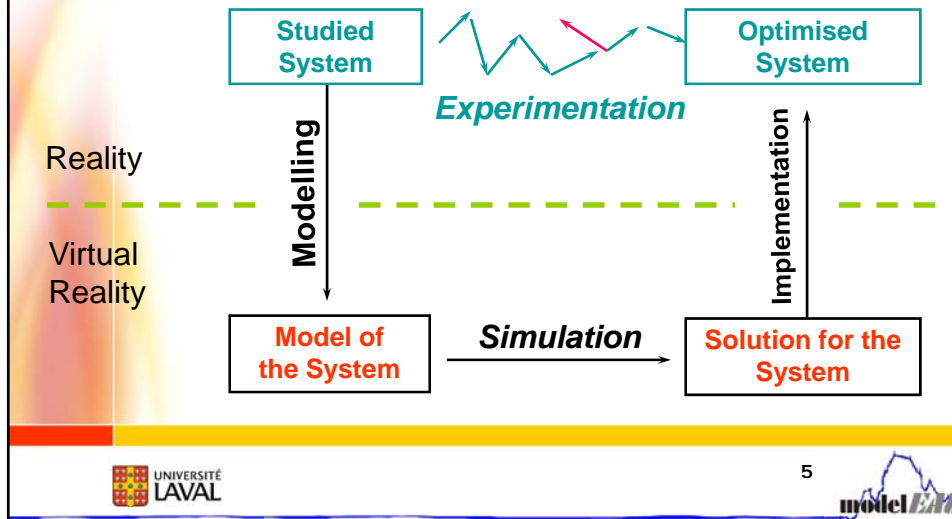 Studied
System
Optimised
System
Experimentation
Reality
Modelling
Implementation
Virtual
Reality
Model of
the System
Simulation
Solution for the
System
UNIVERSITÉ
LAVAL
5